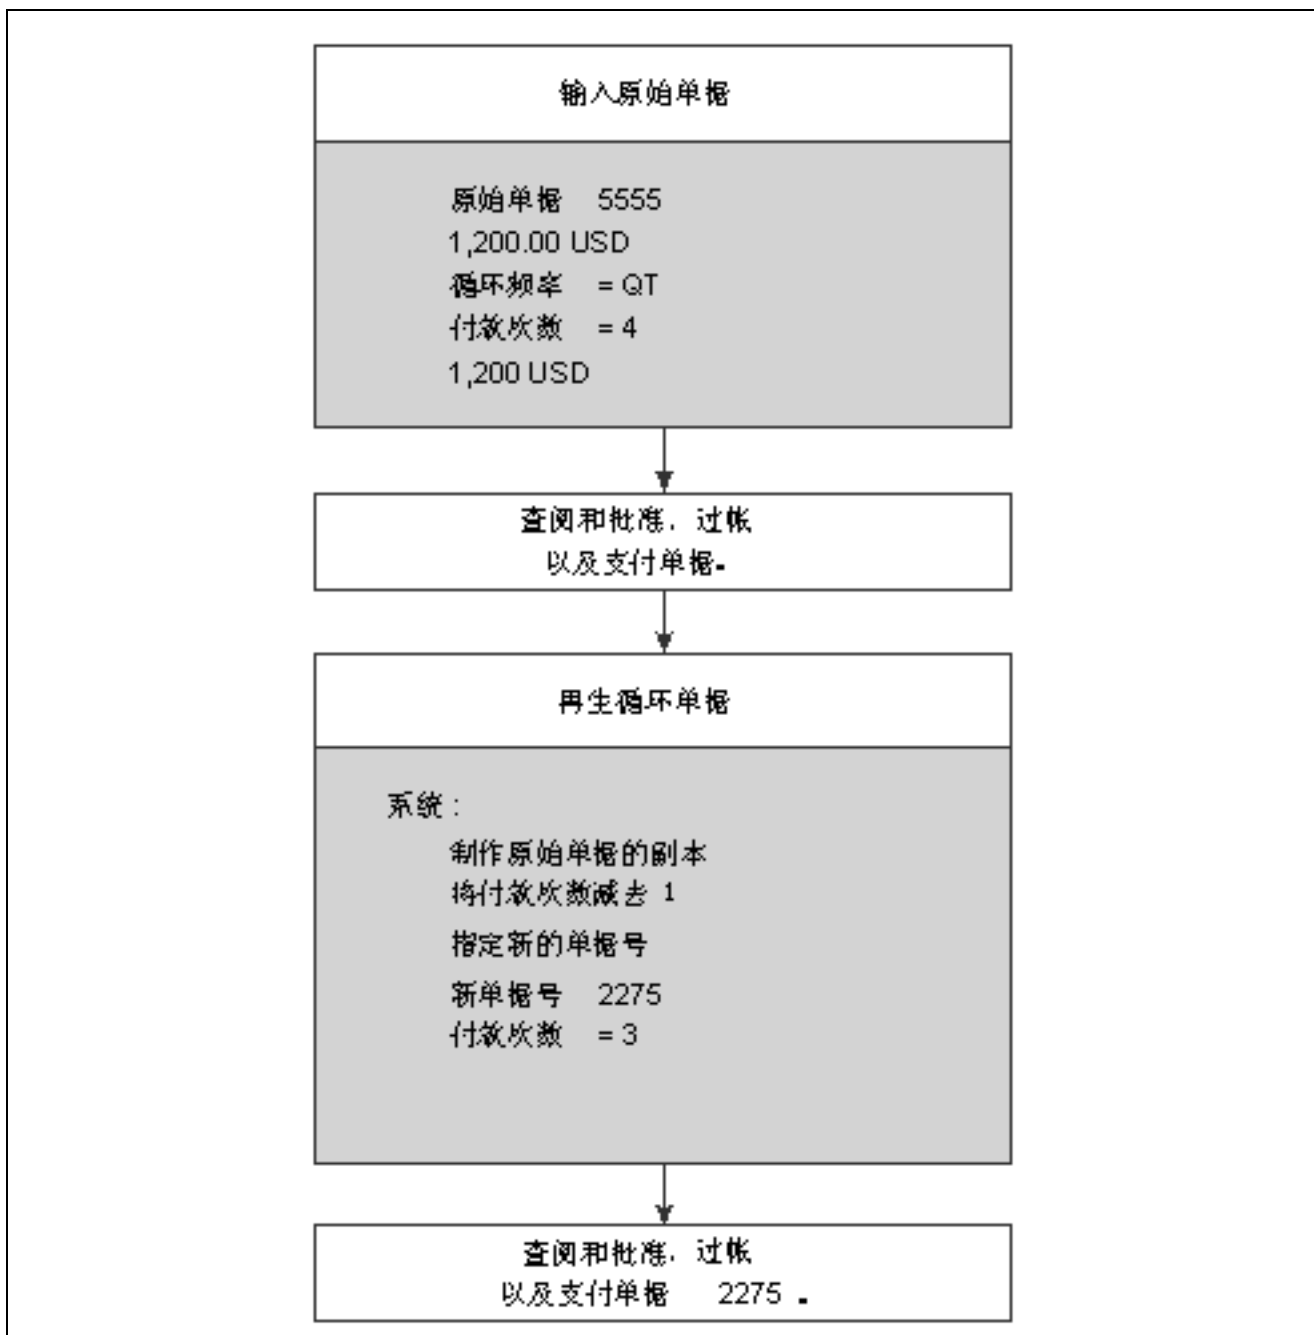 输入原始单据
原始单据 5555
1,200.00 USD
循环频率 = QT
付款次数 = 4
1,200 USD
查阅和批准，过帐
以及支付单据。
再生循环单据
系统：
制作原始单据的副本
将付款次数减去 1
指定新的单据号
新单据号 2275
付款次数 = 3
查阅和批准，过帐
以及支付单据 2275 。